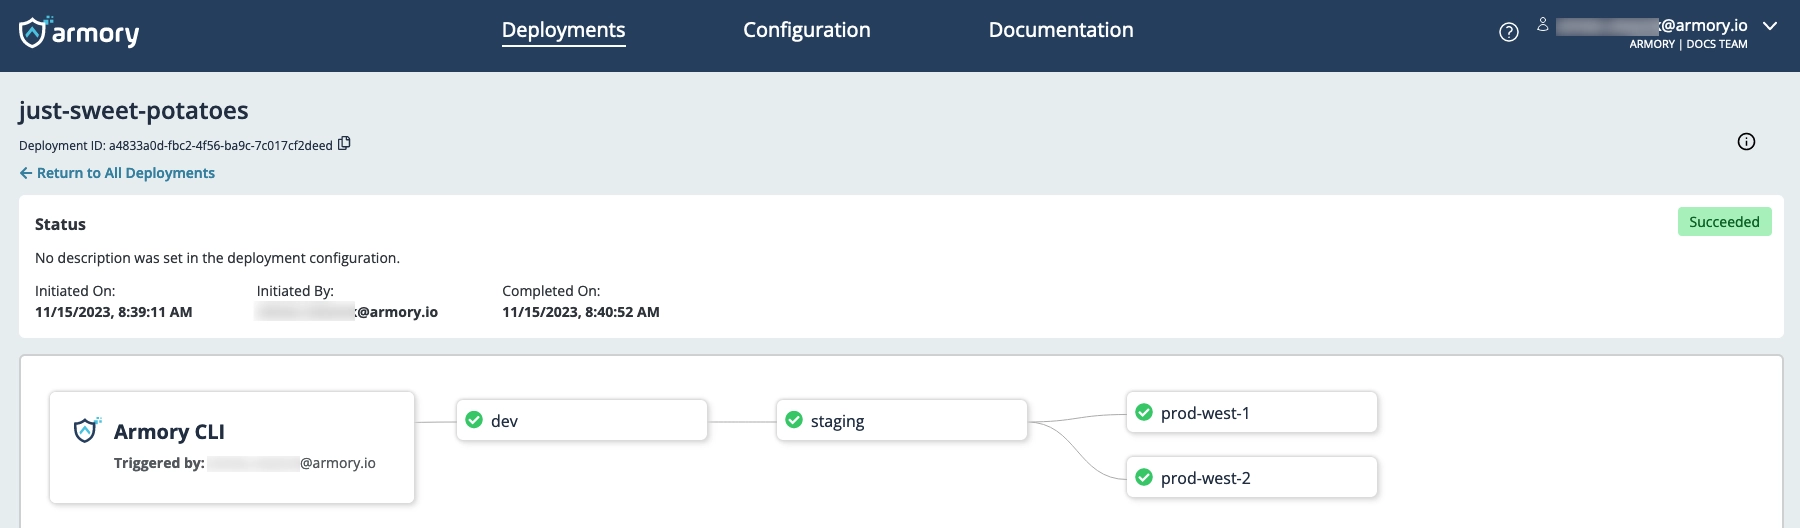 armory
Deployments
Configuration
Documentation
@armory.io
ARMORY | DOCS TEAM
just-sweet-potatoes
Deployment ID: a4833a0d-fbc2-4f56-ba9c-7c017cf2deed
Return to All Deployments
Status
Succeeded
No description was set in the deployment configuration.
Initiated On:
Initiated By:
Completed On:
11/15/2023, 8:39:11 AM
@armory.io
11/15/2023, 8:40:52 AM
Armory CLI
Triggered by: @armory.io
dev
staging
prod-west-1
prod-west-2